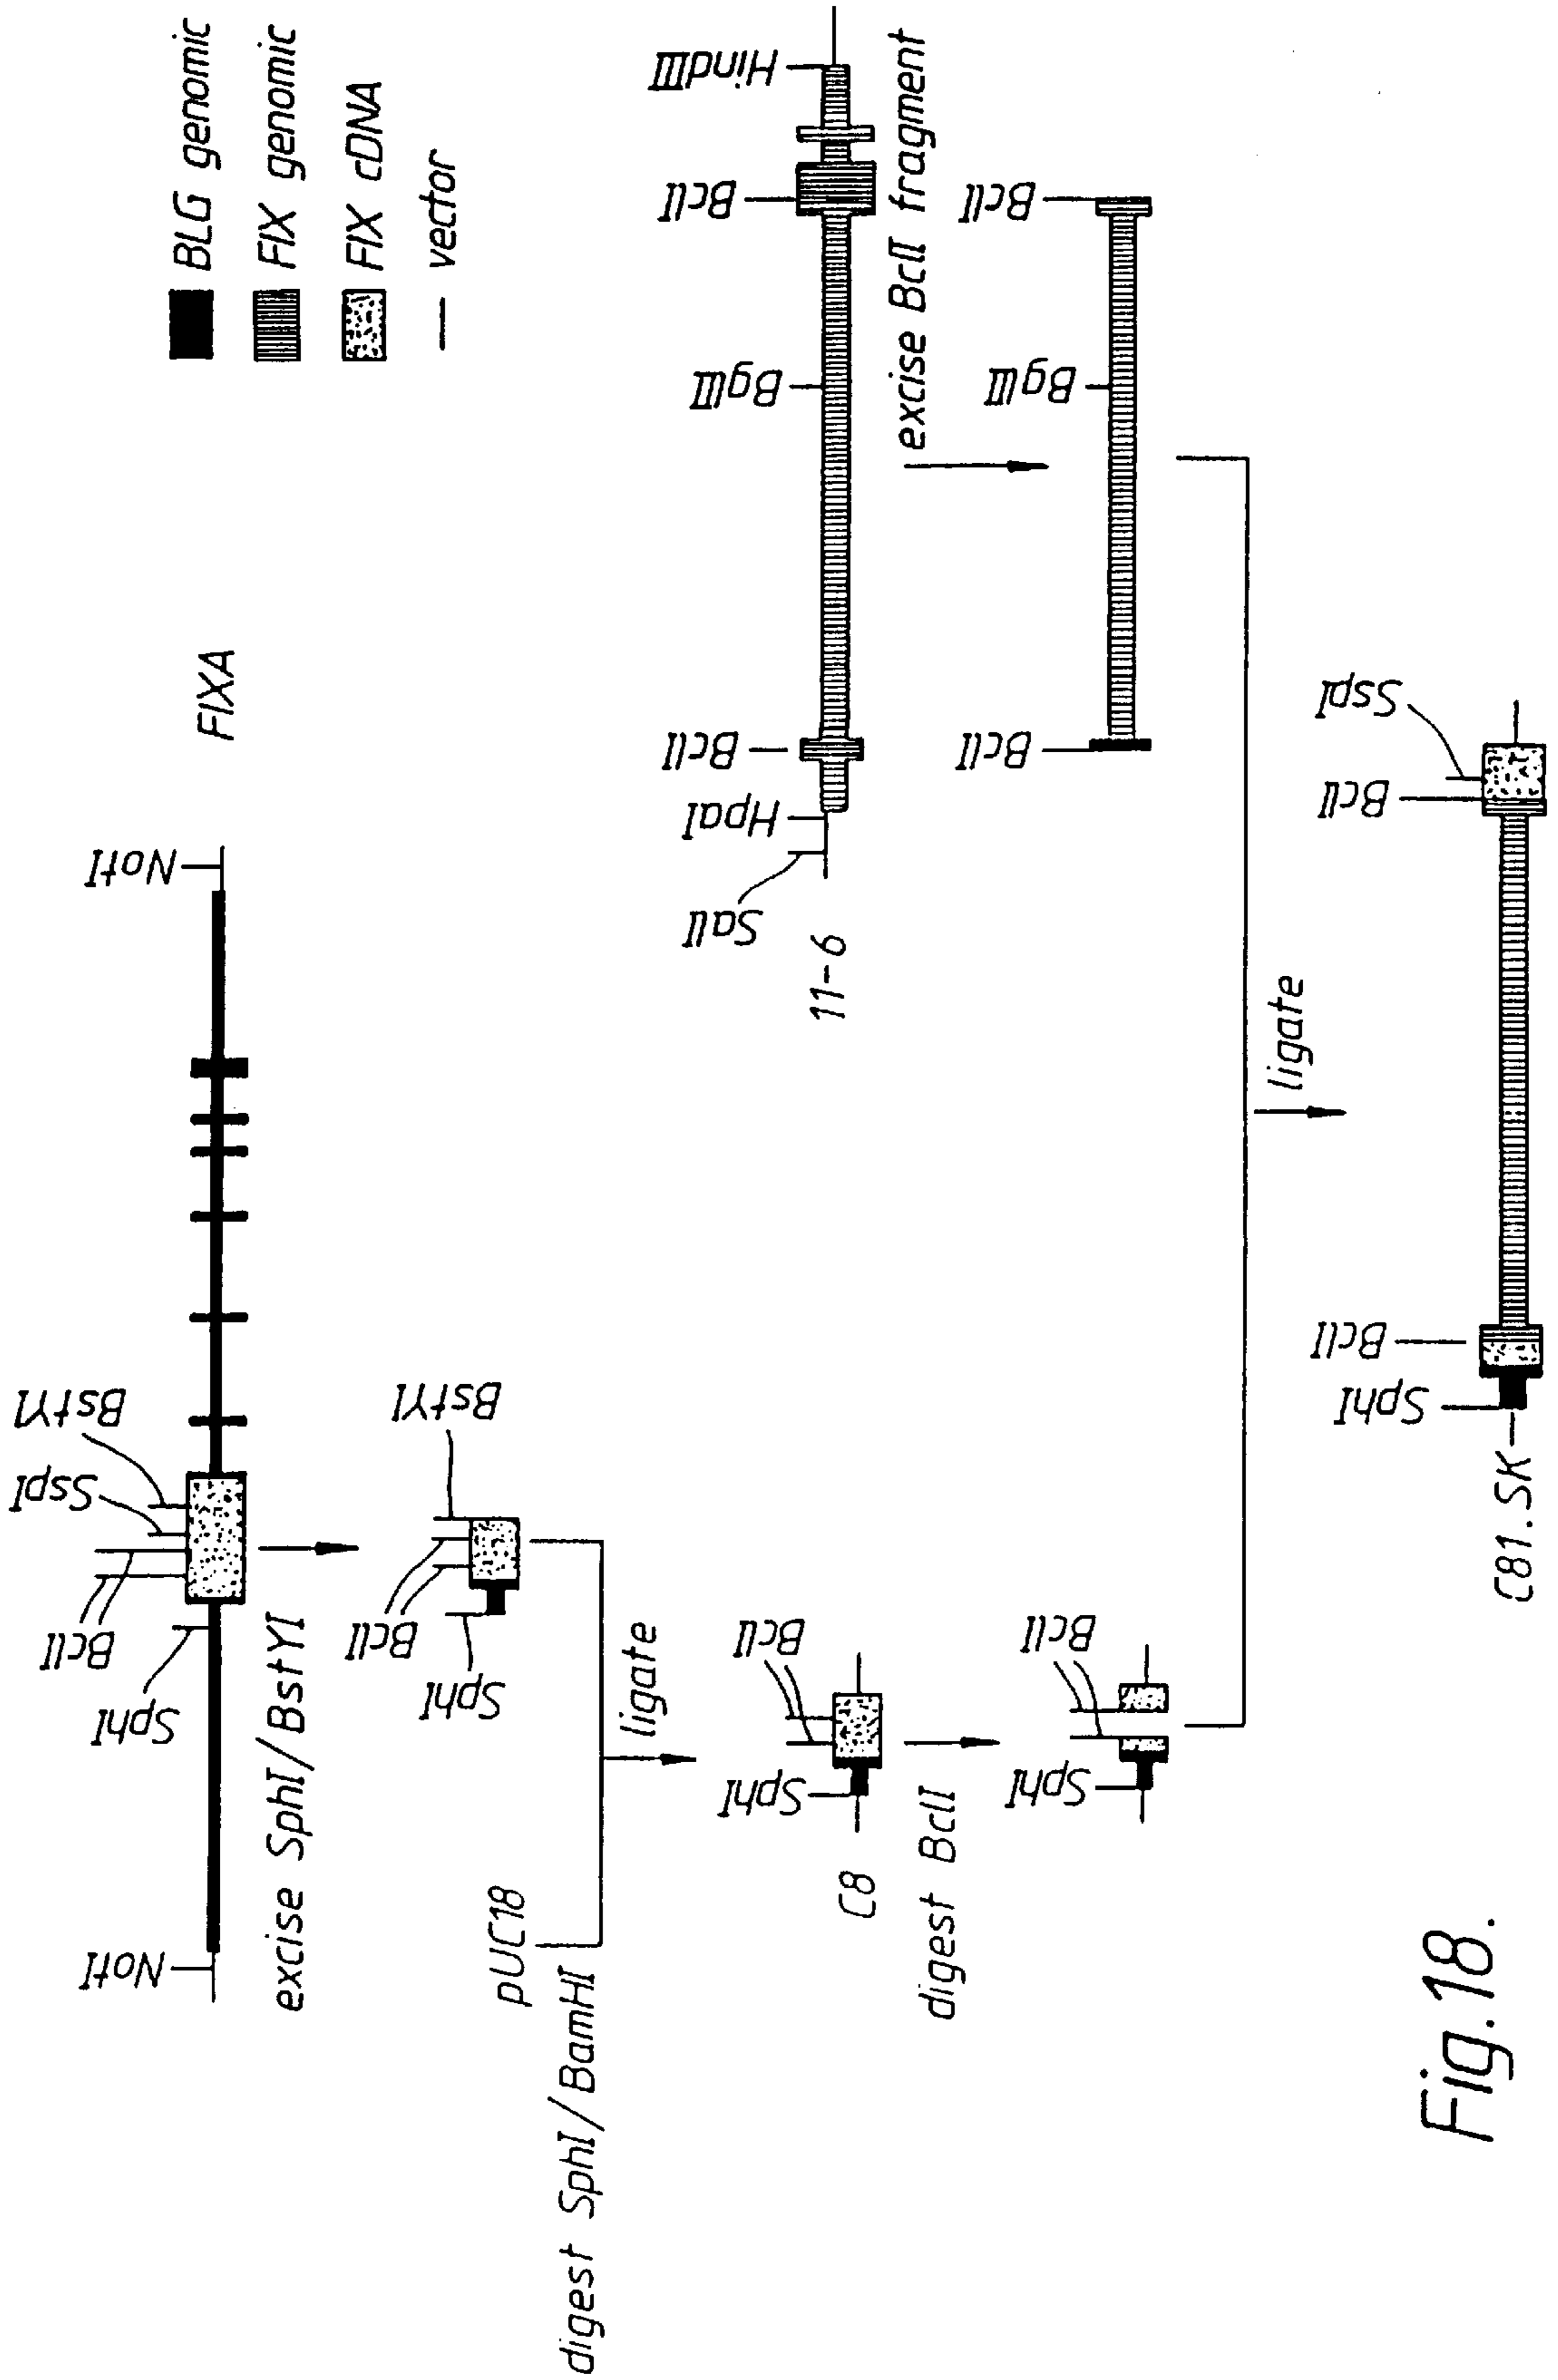 BLG genomic
FIX genomic
FIX cDNA
vector
FIXA
NotI
SphI
BclI
SspI
BstYI
NotI
excise SphI/BstYI
SphI
BclI
BstYI
pUC18
digest SphI/BamHI
ligate
SphI
BclI
C8
digest BclI
SphI
BclI
SalI
HpaI
BclI
BglII
BclI
HindIII
11-6
excise BclI fragment
BclI
BglII
BclI
ligate
SphI
BclI
BclI
SspI
C81.SK
Fig.18.